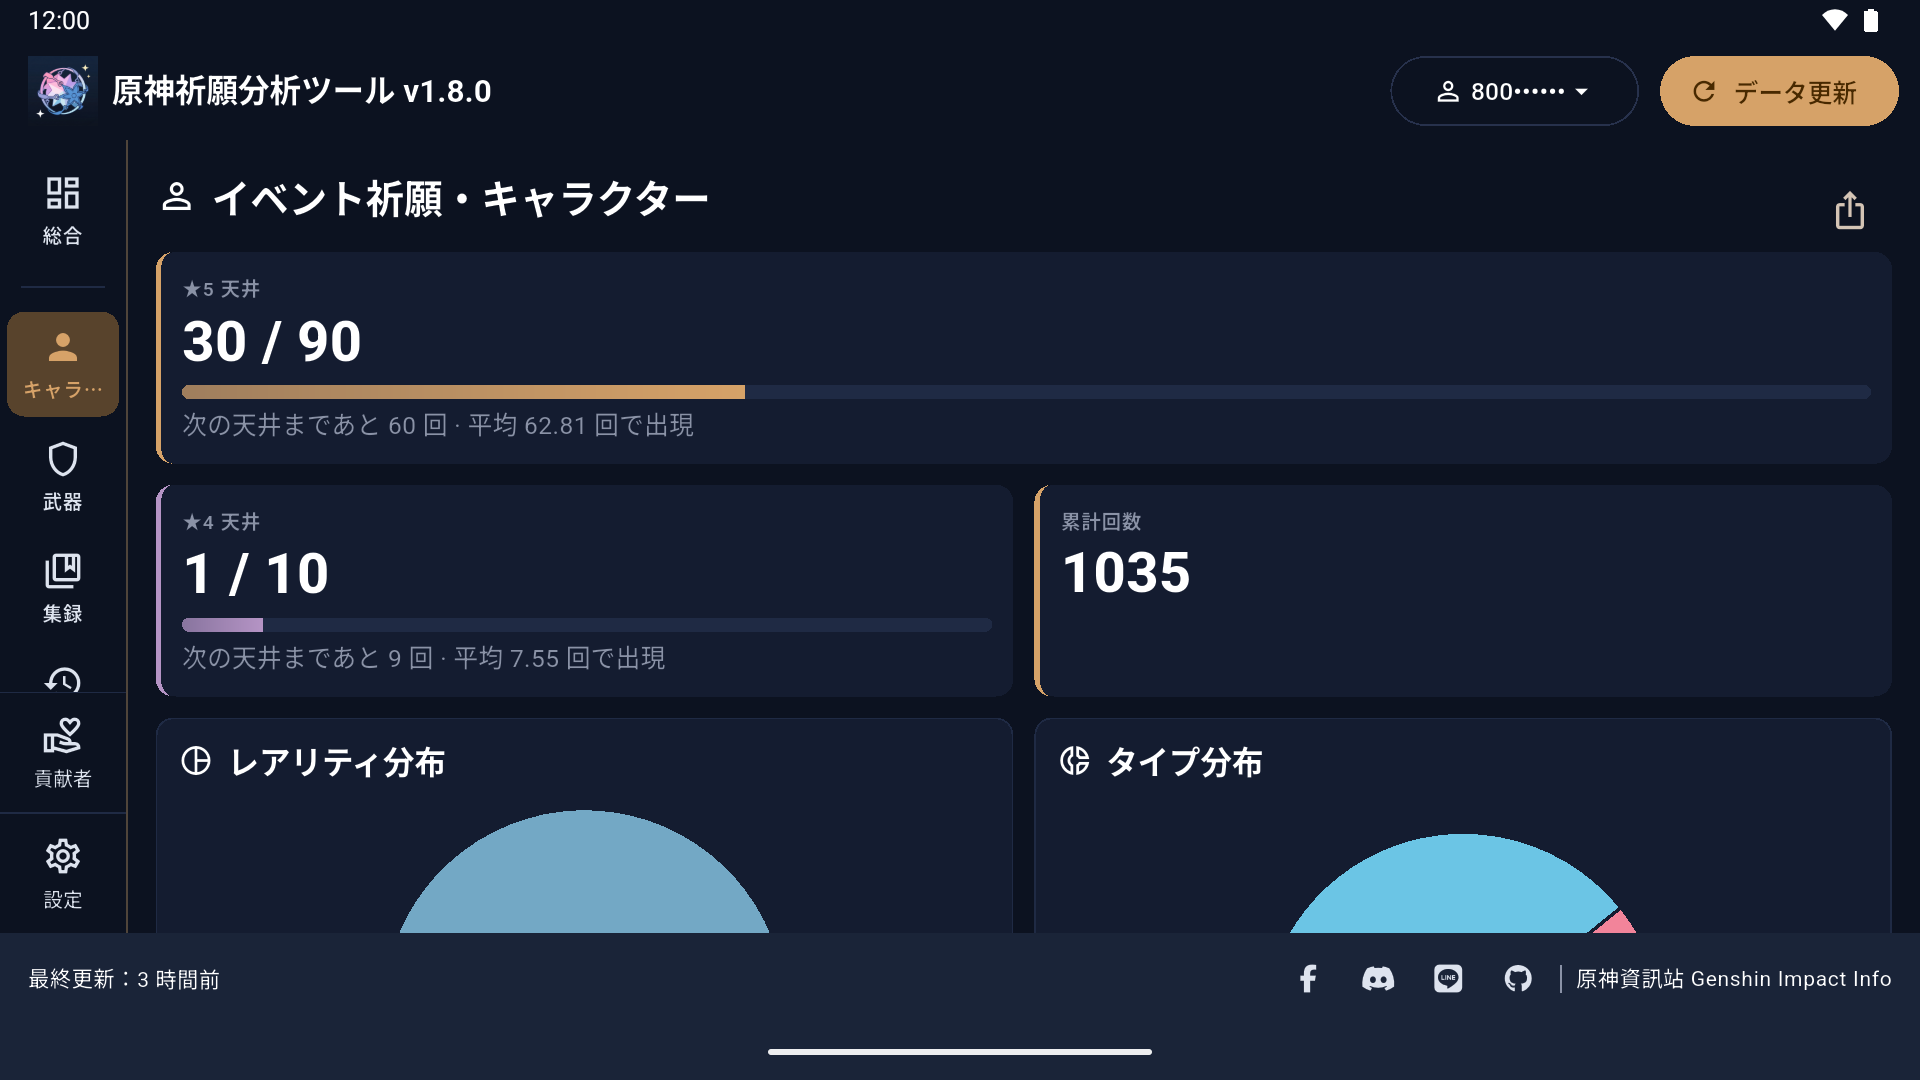 12:00
原神祈願分析ツール v1.8.0
800••••••
データ更新
総合
キャラ…
武器
集録
貢献者
設定
イベント祈願・キャラクター
★5 天井
30 / 90
次の天井まであと 60 回 · 平均 62.81 回で出現
★4 天井
1 / 10
次の天井まであと 9 回 · 平均 7.55 回で出現
累計回数
1035
レアリティ分布
タイプ分布
最終更新：3 時間前
LINE
原神資訊站 Genshin Impact Info